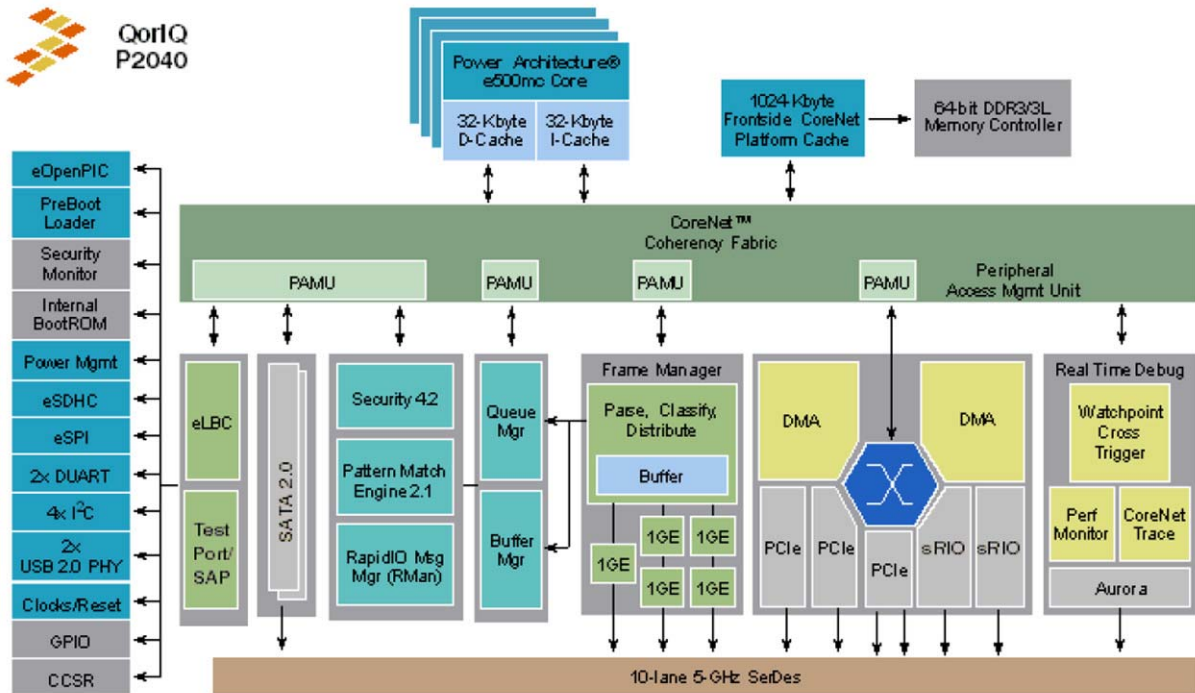 QorIQ
P2040
Power Architecture®
e500mc Core
32-Kbyte
D-Cache
32-Kbyte
I-Cache
1024-Kbyte
Frontside CoreNet
Platform Cache
64-bit DDR3/3L
Memory Controller
eOpenPIC
PreBoot
Loader
Security
Monitor
Internal
BootROM
Power Mgmt
eSDHC
eSPI
2x DUART
4x I²C
2x
USB 2.0 PHY
Clocks/Reset
GPIO
CCSR
CoreNet™
Coherency Fabric
PAMU
PAMU
PAMU
PAMU
Peripheral
Access Mgmt Unit
eLBC
Test
Port/
SAP
SATA 2.0
Security 4.2
Pattern Match
Engine 2.1
RapidIO Msg
Mgr (RMan)
Queue
Mgr
Buffer
Mgr
Frame Manager
Parse, Classify,
Distribute
Buffer
1GE
1GE
1GE
1GE
1GE
DMA
DMA
PCIe
PCIe
PCIe
sRIO
sRIO
Real Time Debug
Watchpoint
Cross
Trigger
Perf
Monitor
CoreNet
Trace
Aurora
10-lane 5-GHz SerDes